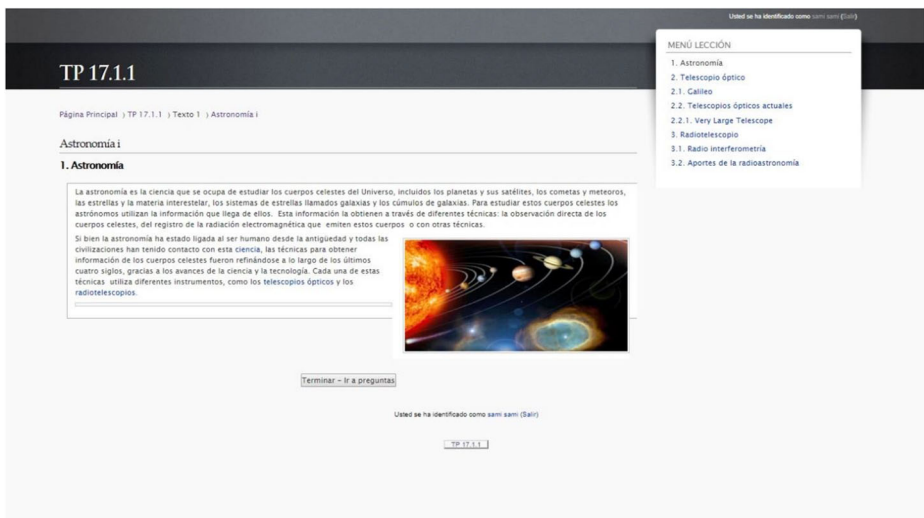 Usted se ha identificado como sami sami (Salir)
TP 17.1.1
MENÚ LECCIÓN
1. Astronomía
2. Telescopio óptico
2.1. Galileo
2.2. Telescopios ópticos actuales
2.2.1. Very Large Telescope
3. Radiotelescopio
3.1. Radio interferometría
3.2. Aportes de la radioastronomía
Página Principal 〉 TP 17.1.1 〉 Texto 1 〉 Astronomía i
Astronomía i
1. Astronomía
La astronomía es la ciencia que se ocupa de estudiar los cuerpos celestes del Universo, incluidos los planetas y sus satélites, los cometas y meteoros,
las estrellas y la materia interestelar, los sistemas de estrellas llamados galaxias y los cúmulos de galaxias. Para estudiar estos cuerpos celestes los
astrónomos utilizan la información que llega de ellos. Esta información la obtienen a través de diferentes técnicas: la observación directa de los
cuerpos celestes, del registro de la radiación electromagnética que emiten estos cuerpos o con otras técnicas.
Si bien la astronomía ha estado ligada al ser humano desde la antigüedad y todas las
civilizaciones han tenido contacto con esta ciencia, las técnicas para obtener
información de los cuerpos celestes fueron refinándose a lo largo de los últimos
cuatro siglos, gracias a los avances de la ciencia y la tecnología. Cada una de estas
técnicas utiliza diferentes instrumentos, como los telescopios ópticos y los
radiotelescopios.
Terminar – Ir a preguntas
Usted se ha identificado como sami sami (Salir)
TP 17.1.1